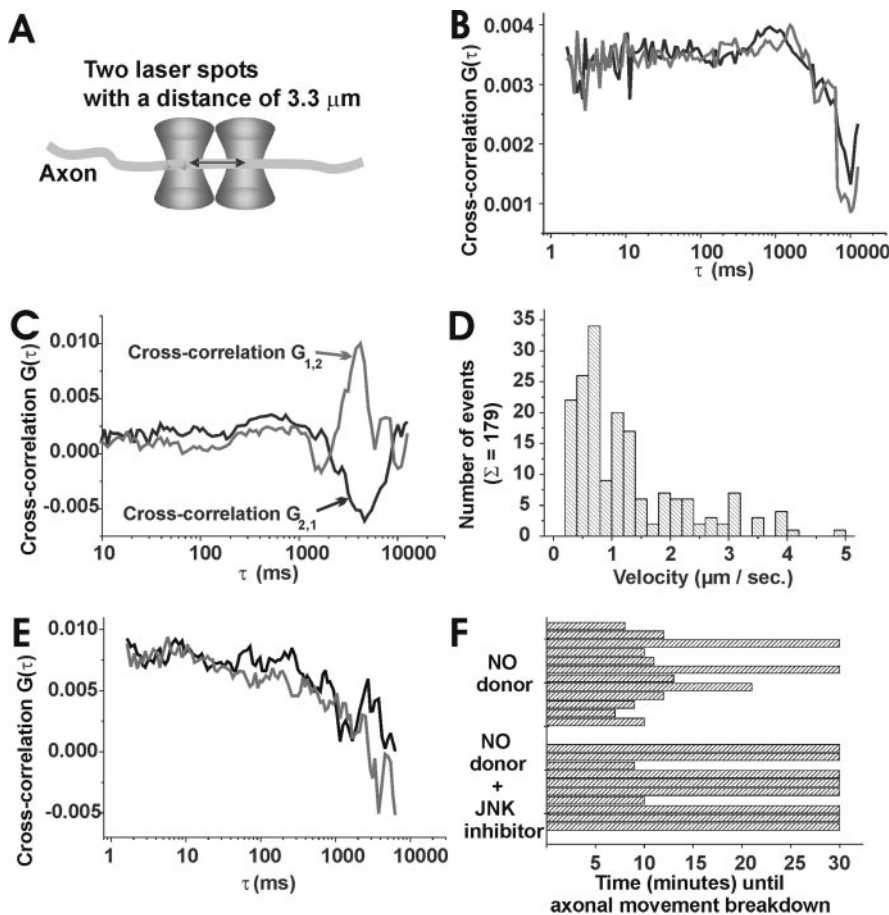 A
Two laser spots
with a distance of 3.3 μm
Axon
B
Cross-correlation G(τ)
0.004
0.003
0.002
0.001
1
10
100
1000
10000
τ (ms)
C
Cross-correlation G(τ)
0.010
0.005
0.000
-0.005
Cross-correlation G1,2
Cross-correlation G2,1
10
100
1000
10000
τ (ms)
D
Number of events
(Σ = 179)
35
30
25
20
15
10
5
0
0
1
2
3
4
5
Velocity (μm / sec.)
E
Cross-correlation G(τ)
0.010
0.005
0.000
-0.005
1
10
100
1000
10000
τ (ms)
F
NO
donor
NO
donor
+
JNK
inhibitor
5
10
15
20
25
30
Time (minutes) until
axonal movement breakdown